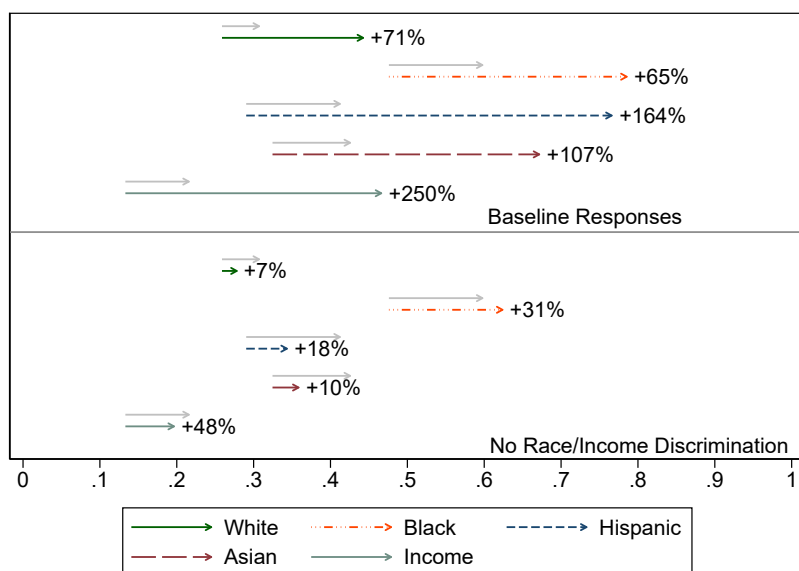 +71%
+65%
+164%
+107%
+250%
Baseline Responses
+7%
+31%
+18%
+10%
+48%
No Race/Income Discrimination
0 .1 .2 .3 .4 .5 .6 .7 .8 .9 1
White Black Hispanic
Asian Income